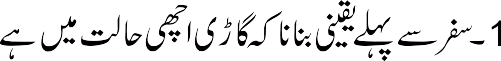 1۔ سفر سے پہلے یقینی بنانا کہ گاڑی اچھی حالت میں ہے